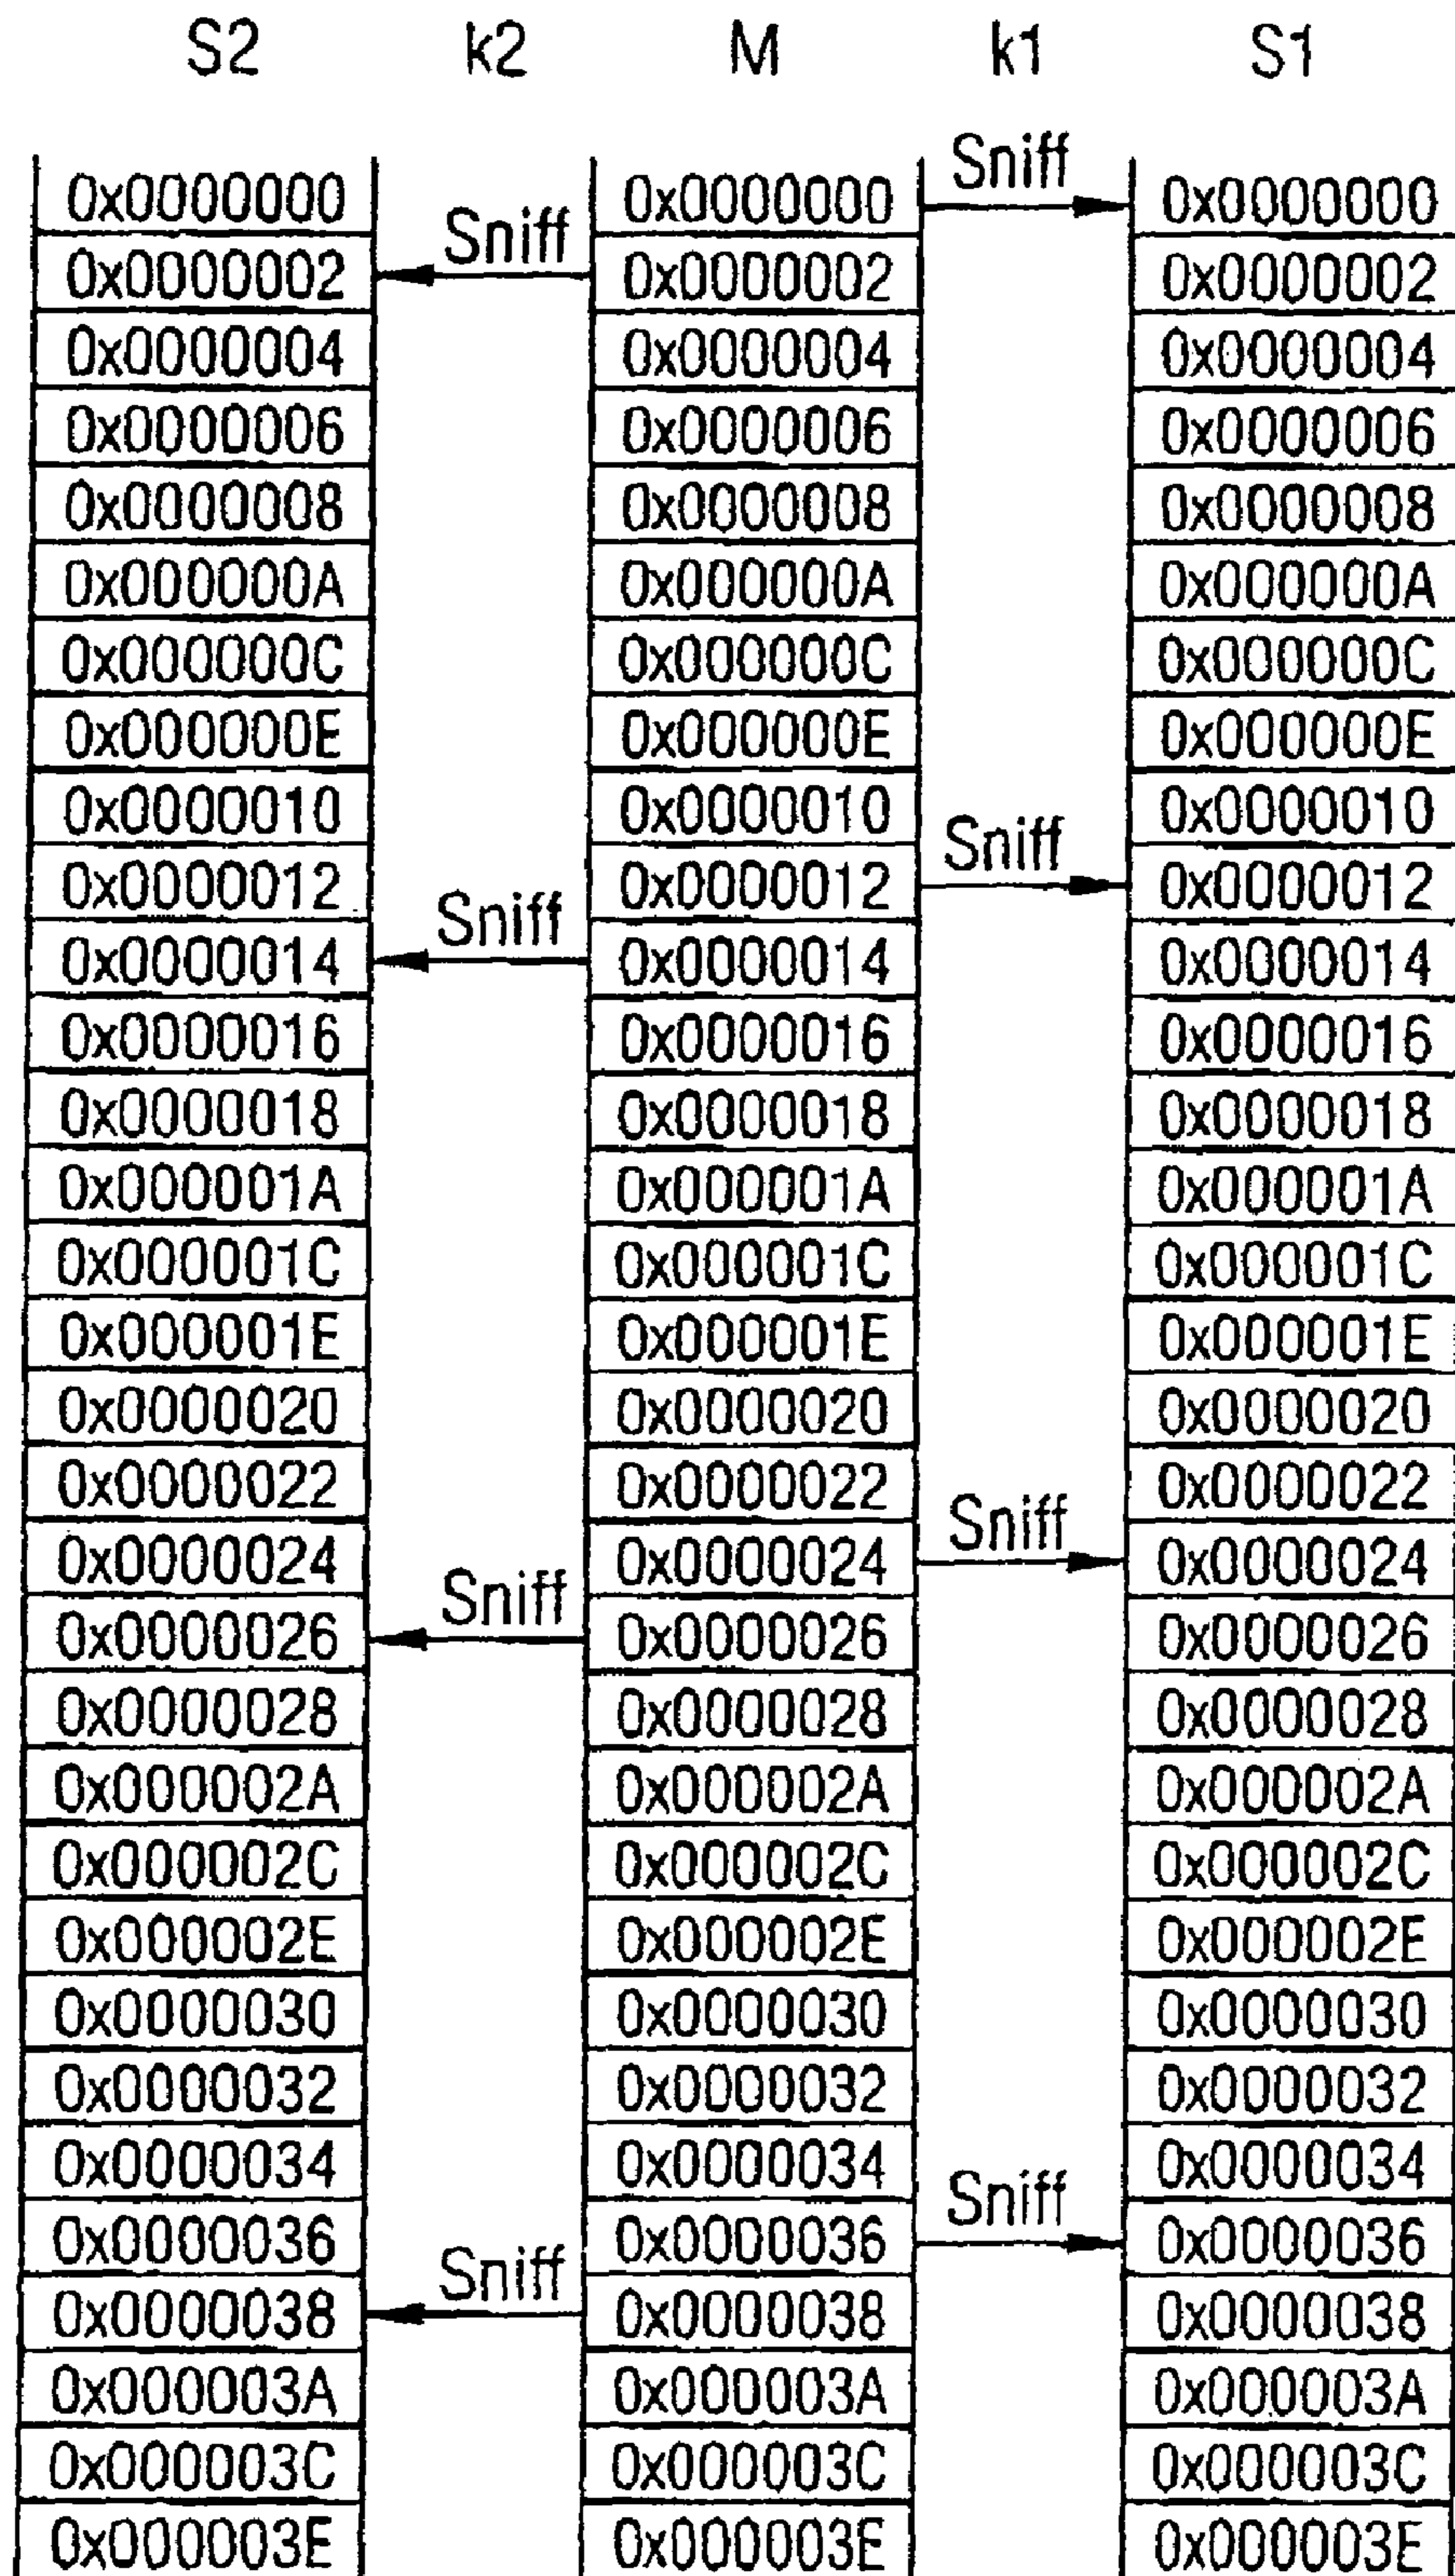 S2 k2 M k1 S1
Sniff
0x0000000 0x0000000 0x0000000
Sniff
0x0000002 0x0000002 0x0000002
0x0000004 0x0000004 0x0000004
0x0000006 0x0000006 0x0000006
0x0000008 0x0000008 0x0000008
0x000000A 0x000000A 0x000000A
0x000000C 0x000000C 0x000000C
0x000000E 0x000000E 0x000000E
0x0000010 0x0000010 0x0000010
Sniff
0x0000012 0x0000012 0x0000012
Sniff
0x0000014 0x0000014 0x0000014
0x0000016 0x0000016 0x0000016
0x0000018 0x0000018 0x0000018
0x000001A 0x000001A 0x000001A
0x000001C 0x000001C 0x000001C
0x000001E 0x000001E 0x000001E
0x0000020 0x0000020 0x0000020
0x0000022 0x0000022 0x0000022
Sniff
0x0000024 0x0000024 0x0000024
Sniff
0x0000026 0x0000026 0x0000026
0x0000028 0x0000028 0x0000028
0x000002A 0x000002A 0x000002A
0x000002C 0x000002C 0x000002C
0x000002E 0x000002E 0x000002E
0x0000030 0x0000030 0x0000030
0x0000032 0x0000032 0x0000032
0x0000034 0x0000034 0x0000034
Sniff
0x0000036 0x0000036 0x0000036
Sniff
0x0000038 0x0000038 0x0000038
0x000003A 0x000003A 0x000003A
0x000003C 0x000003C 0x000003C
0x000003E 0x000003E 0x000003E